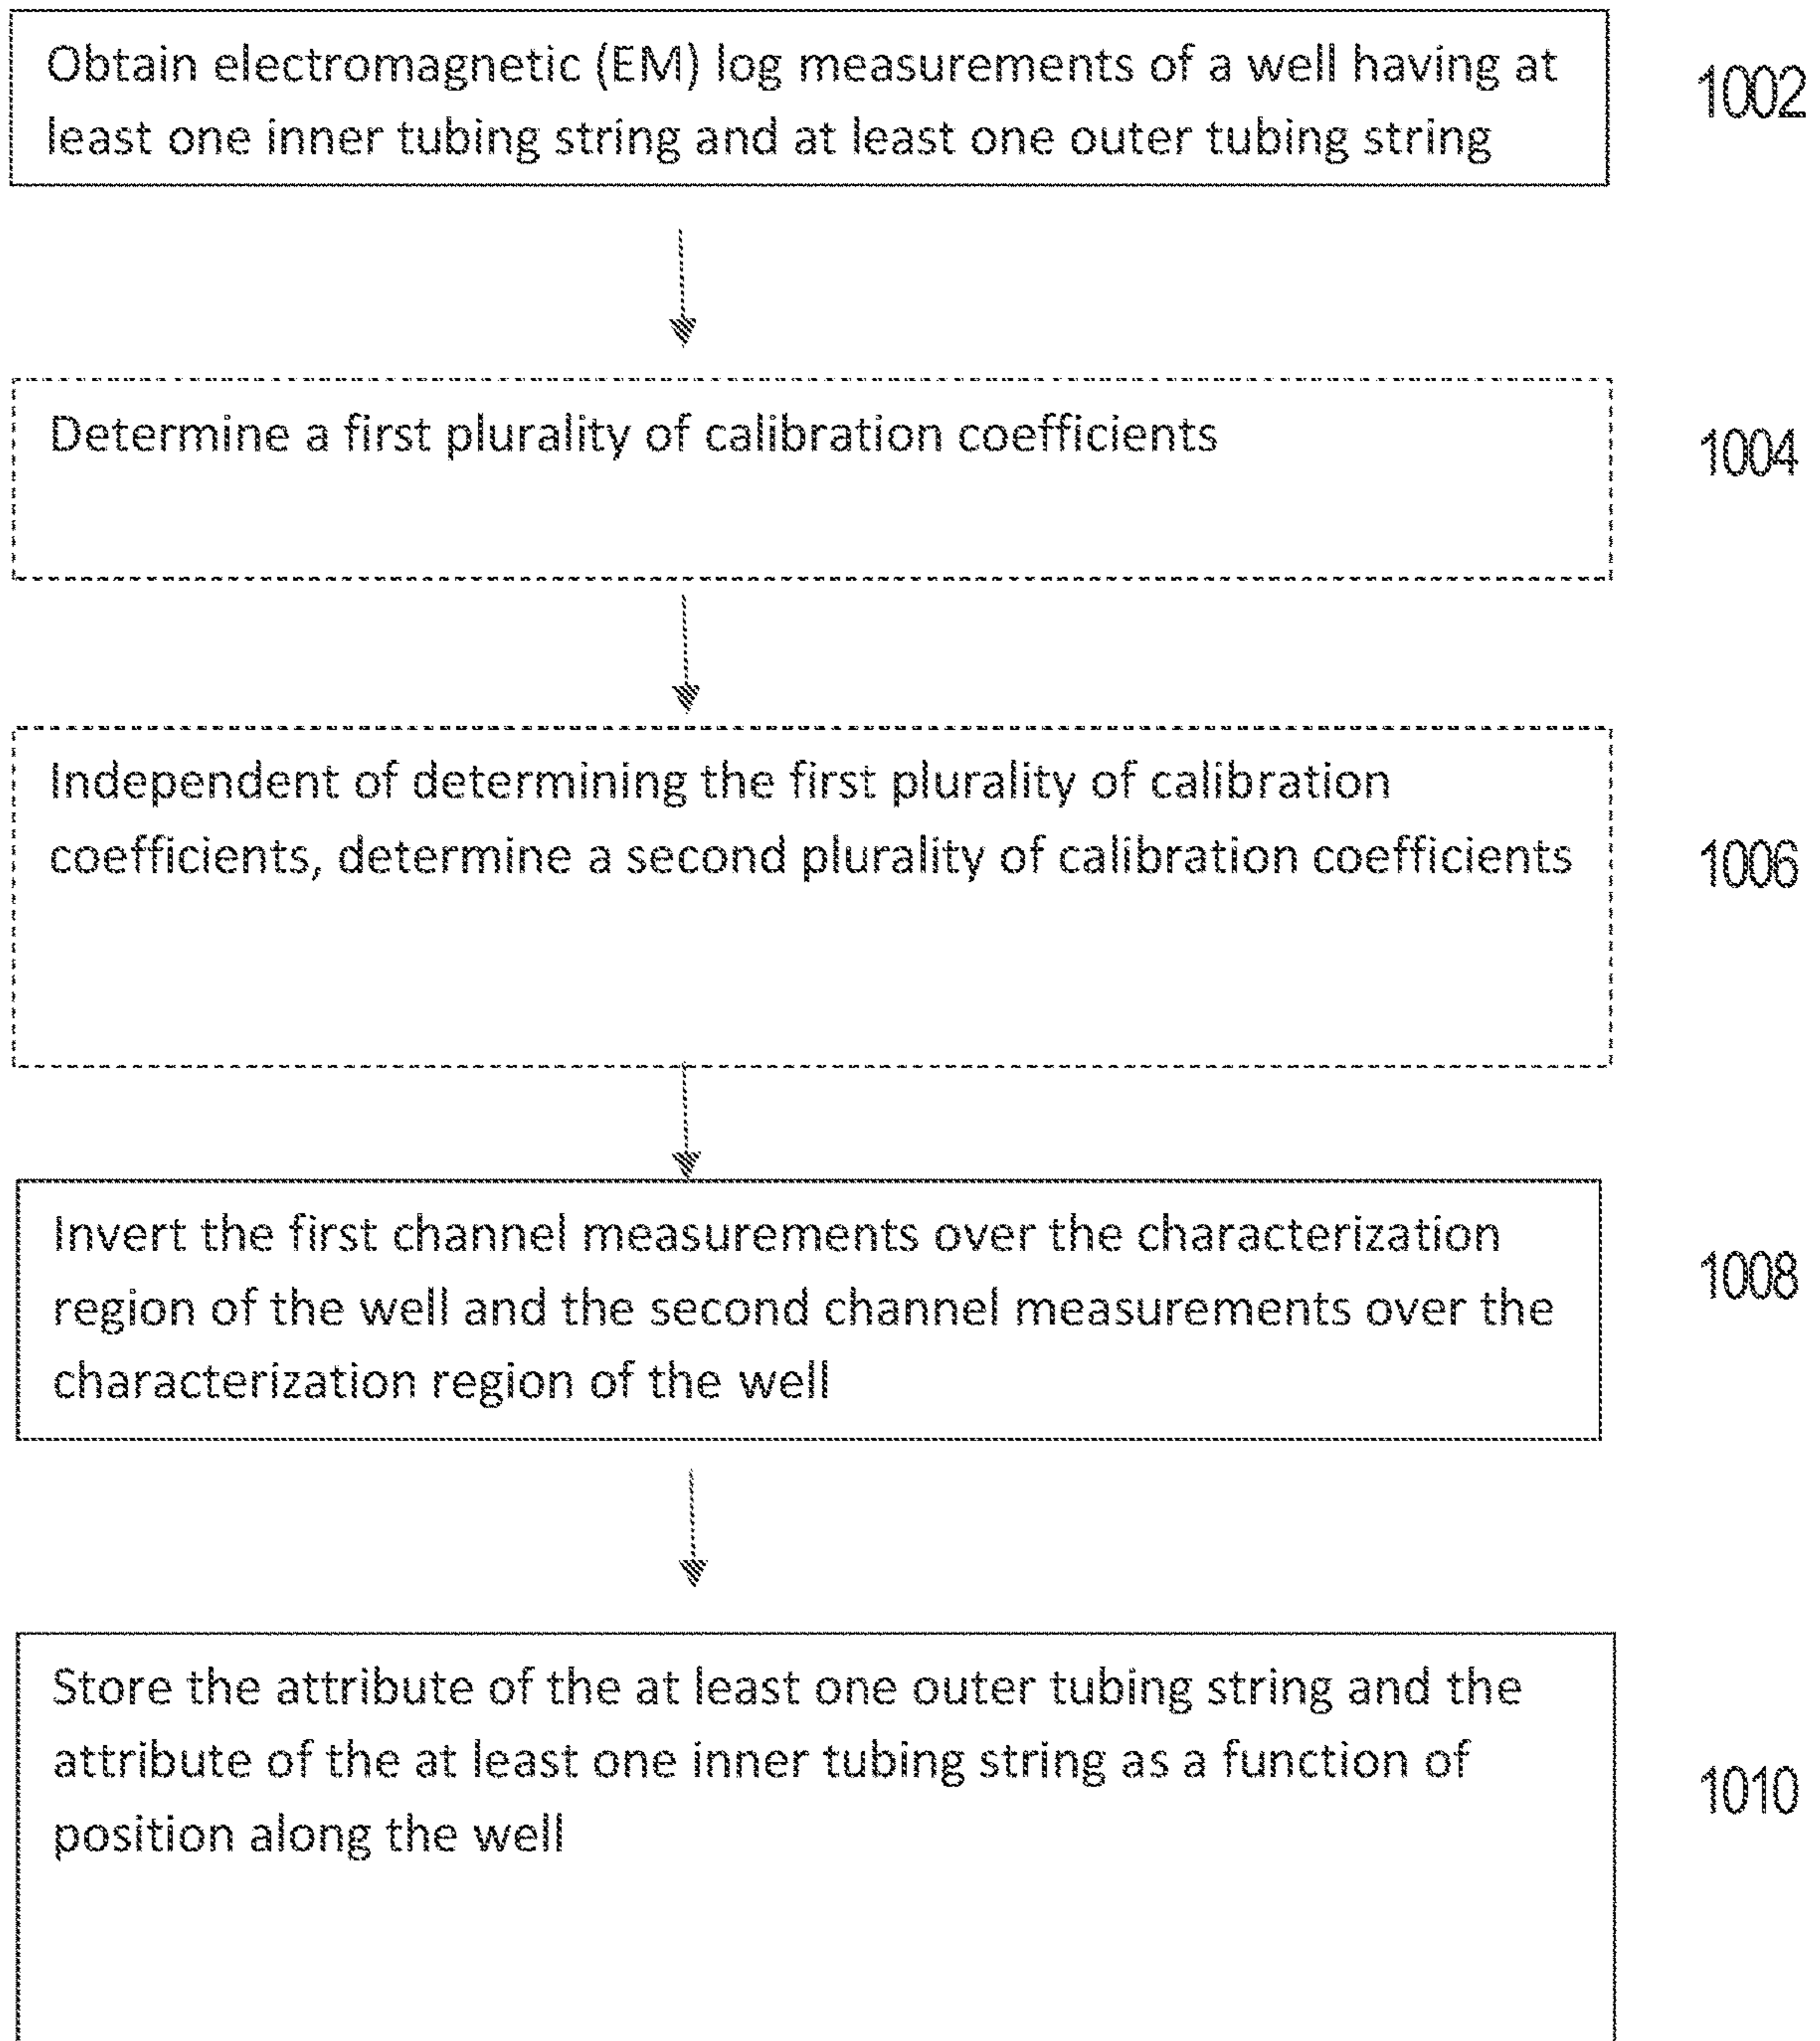 Obtain electromagnetic (EM) log measurements of a well having at
least one inner tubing string and at least one outer tubing string
1002
Determine a first plurality of calibration coefficients
1004
Independent of determining the first plurality of calibration
coefficients, determine a second plurality of calibration coefficients
1006
Invert the first channel measurements over the characterization
region of the well and the second channel measurements over the
characterization region of the well
1008
Store the attribute of the at least one outer tubing string and the
attribute of the at least one inner tubing string as a function of
position along the well
1010